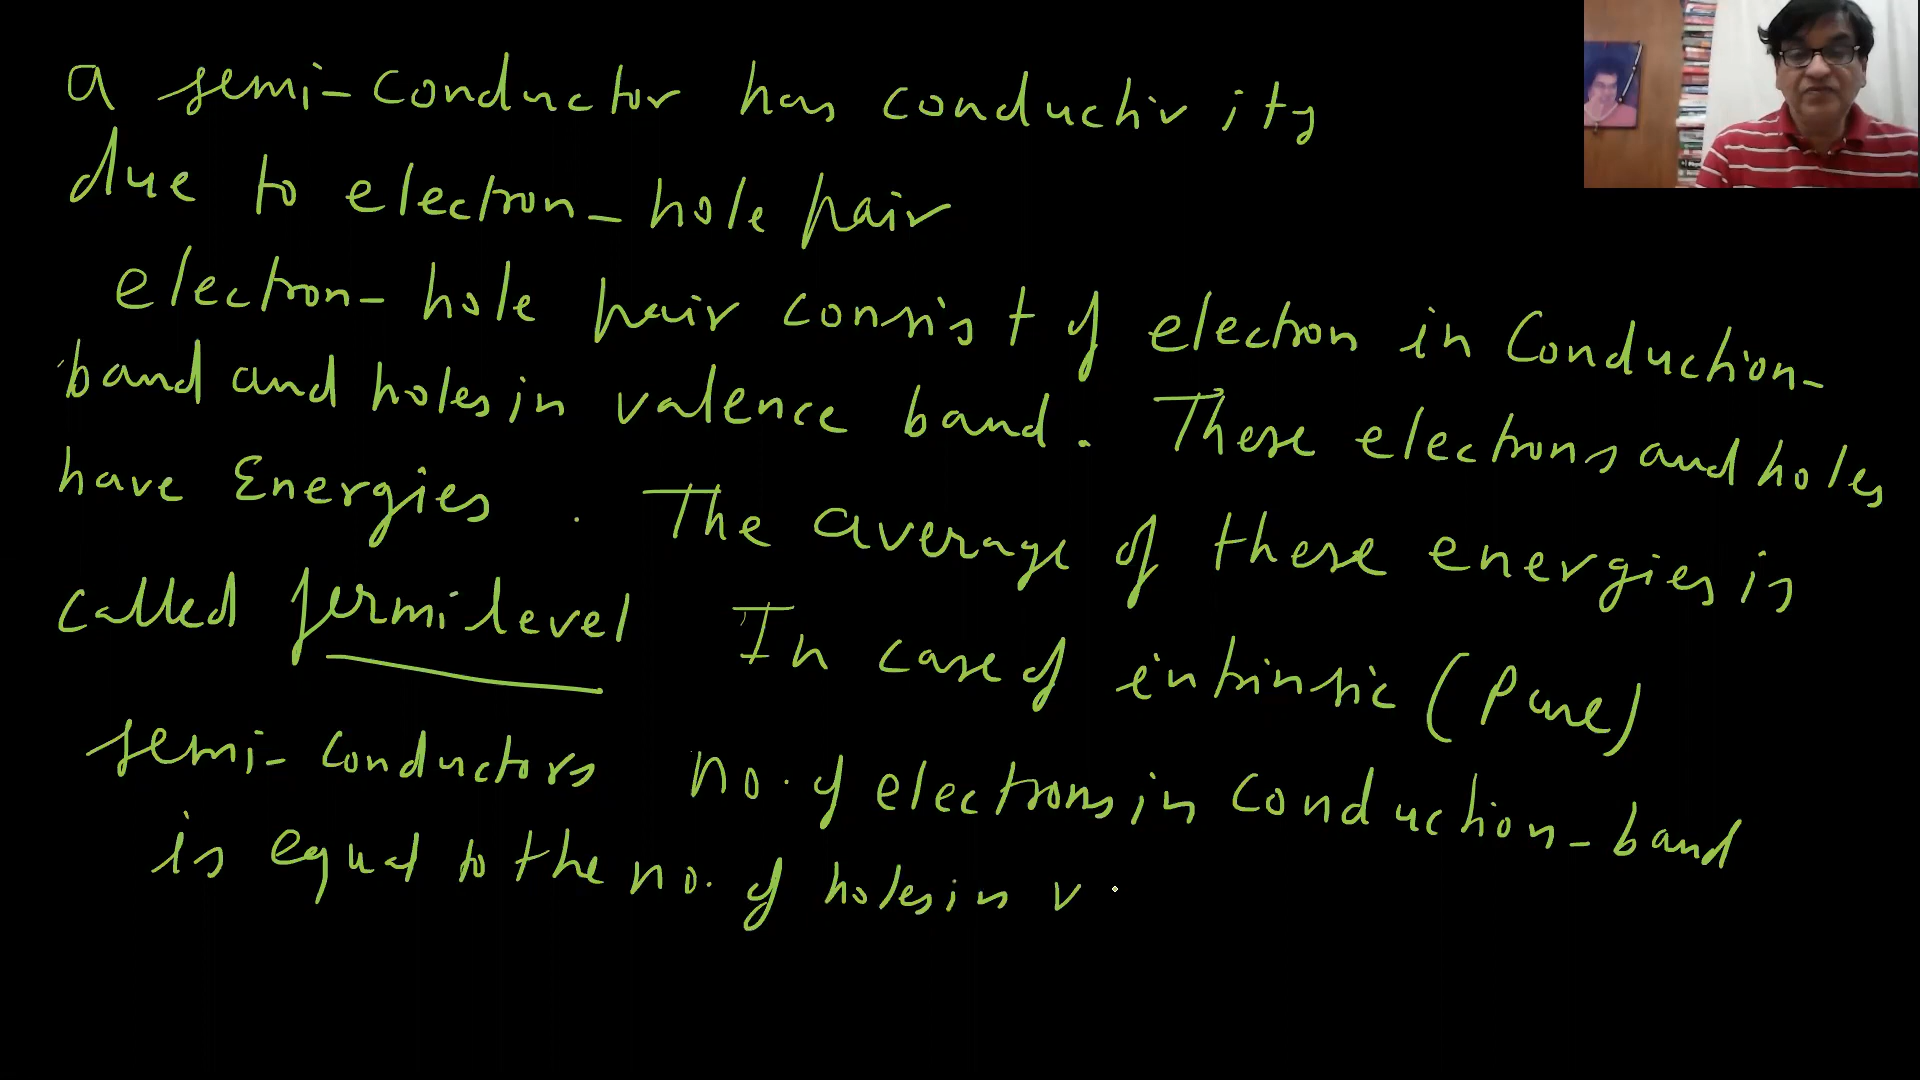 a semi-conductor has conductivity
due to electron-hole pair
electron-hole pair consist of electron in Conduction-
band and holes in valence band. These electrons and holes
have Energies. The average of these energies is
called fermi level In case of intrinsic (Pure)
semi-conductors no. of electrons in conduction-band
is equal to the no. of holes in v